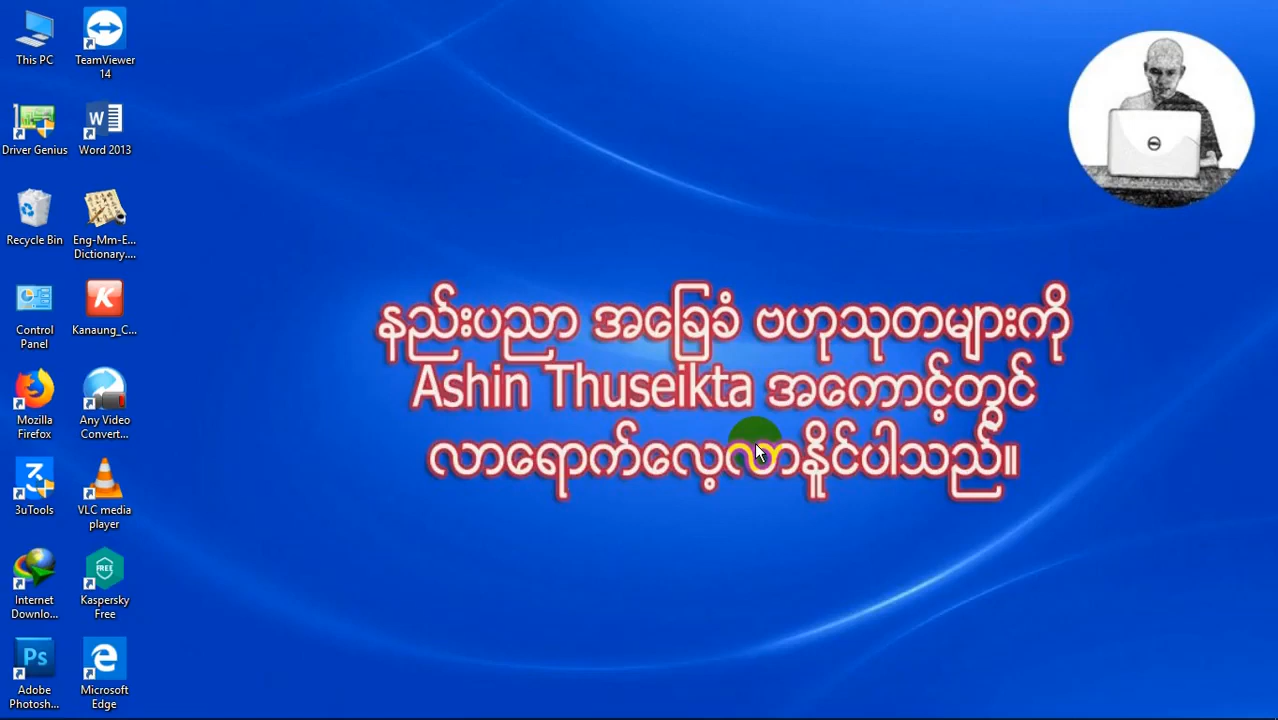 This PC
TeamViewer
14
Driver Genius
Word 2013
Recycle Bin
Eng-Mm-E...
Dictionary....
Control
Panel
Kanaung_C...
Mozilla
Firefox
Any Video
Convert...
3uTools
VLC media
player
Internet
Downlo...
FREE
Kaspersky
Free
Ps
Adobe
Photosh...
Microsoft
Edge
နည်းပညာ အခြေခံ ဗဟုသုတများကို
Ashin Thuseikta အကောင့်တွင်
လာရောက်လေ့လာနိူင်ပါသည်။